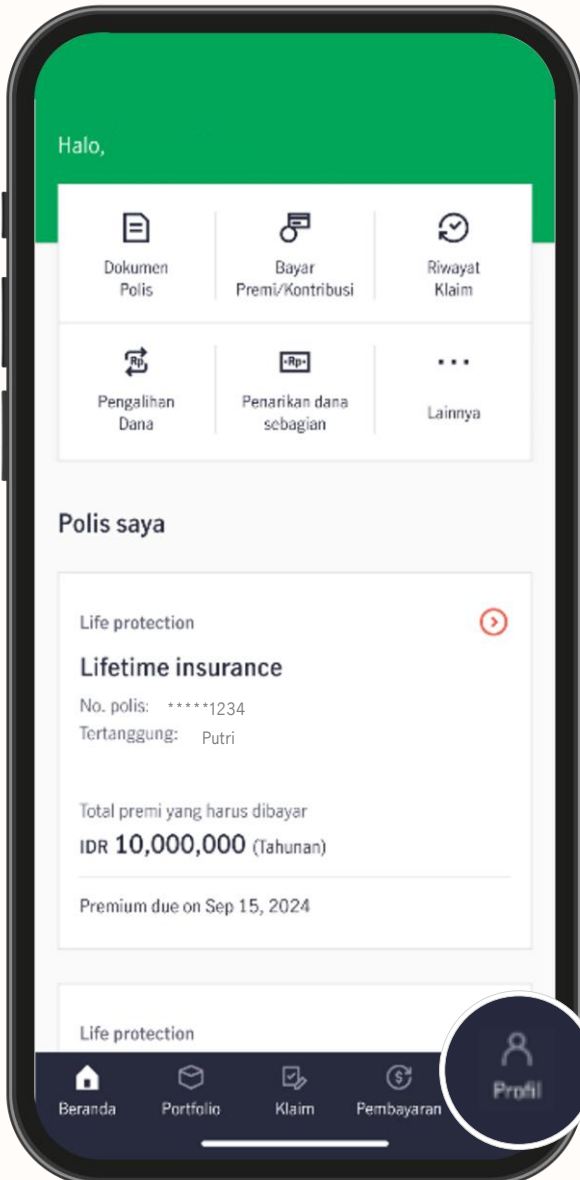 Halo,
Dokumen
Polis
Bayar
Premi/Kontribusi
Riwayat
Klaim
Rp
Pengalihan
Dana
Rp
Penarikan dana
sebagian
Lainnya
Polis saya
Life protection
Lifetime insurance
No. polis: *****1234
Tertanggung: Putri
Total premi yang harus dibayar
IDR 10,000,000 (Tahunan)
Premium due on Sep 15, 2024
Life protection
Beranda
Portfolio
Klaim
Pembayaran
Profil